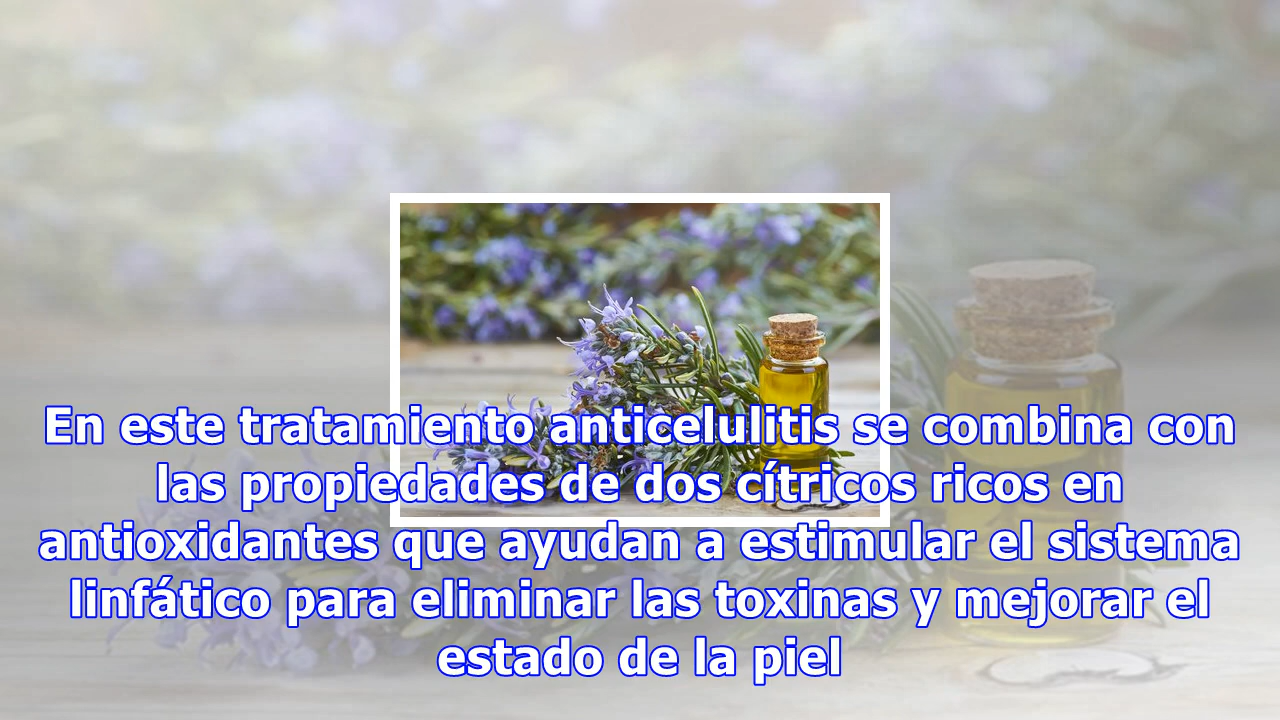 En este tratamiento anticelulitis se combina con
las propiedades de dos cítricos ricos en
antioxidantes que ayudan a estimular el sistema
linfático para eliminar las toxinas y mejorar el
estado de la piel